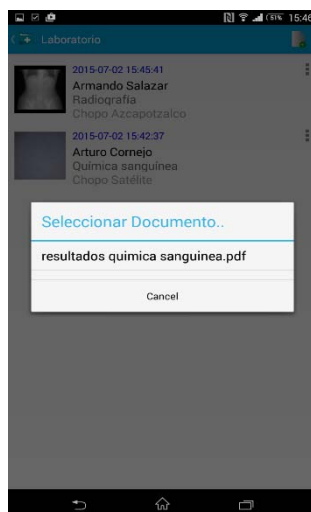 51% 15:46
Laboratorio
2015-07-02 15:45:41
Armando Salazar
Radiografía
Chopo Azcapotzalco
2015-07-02 15:42:37
Arturo Cornejo
Química sanguínea
Chopo Satélite
Seleccionar Documento..
resultados quimica sanguinea.pdf
Cancel